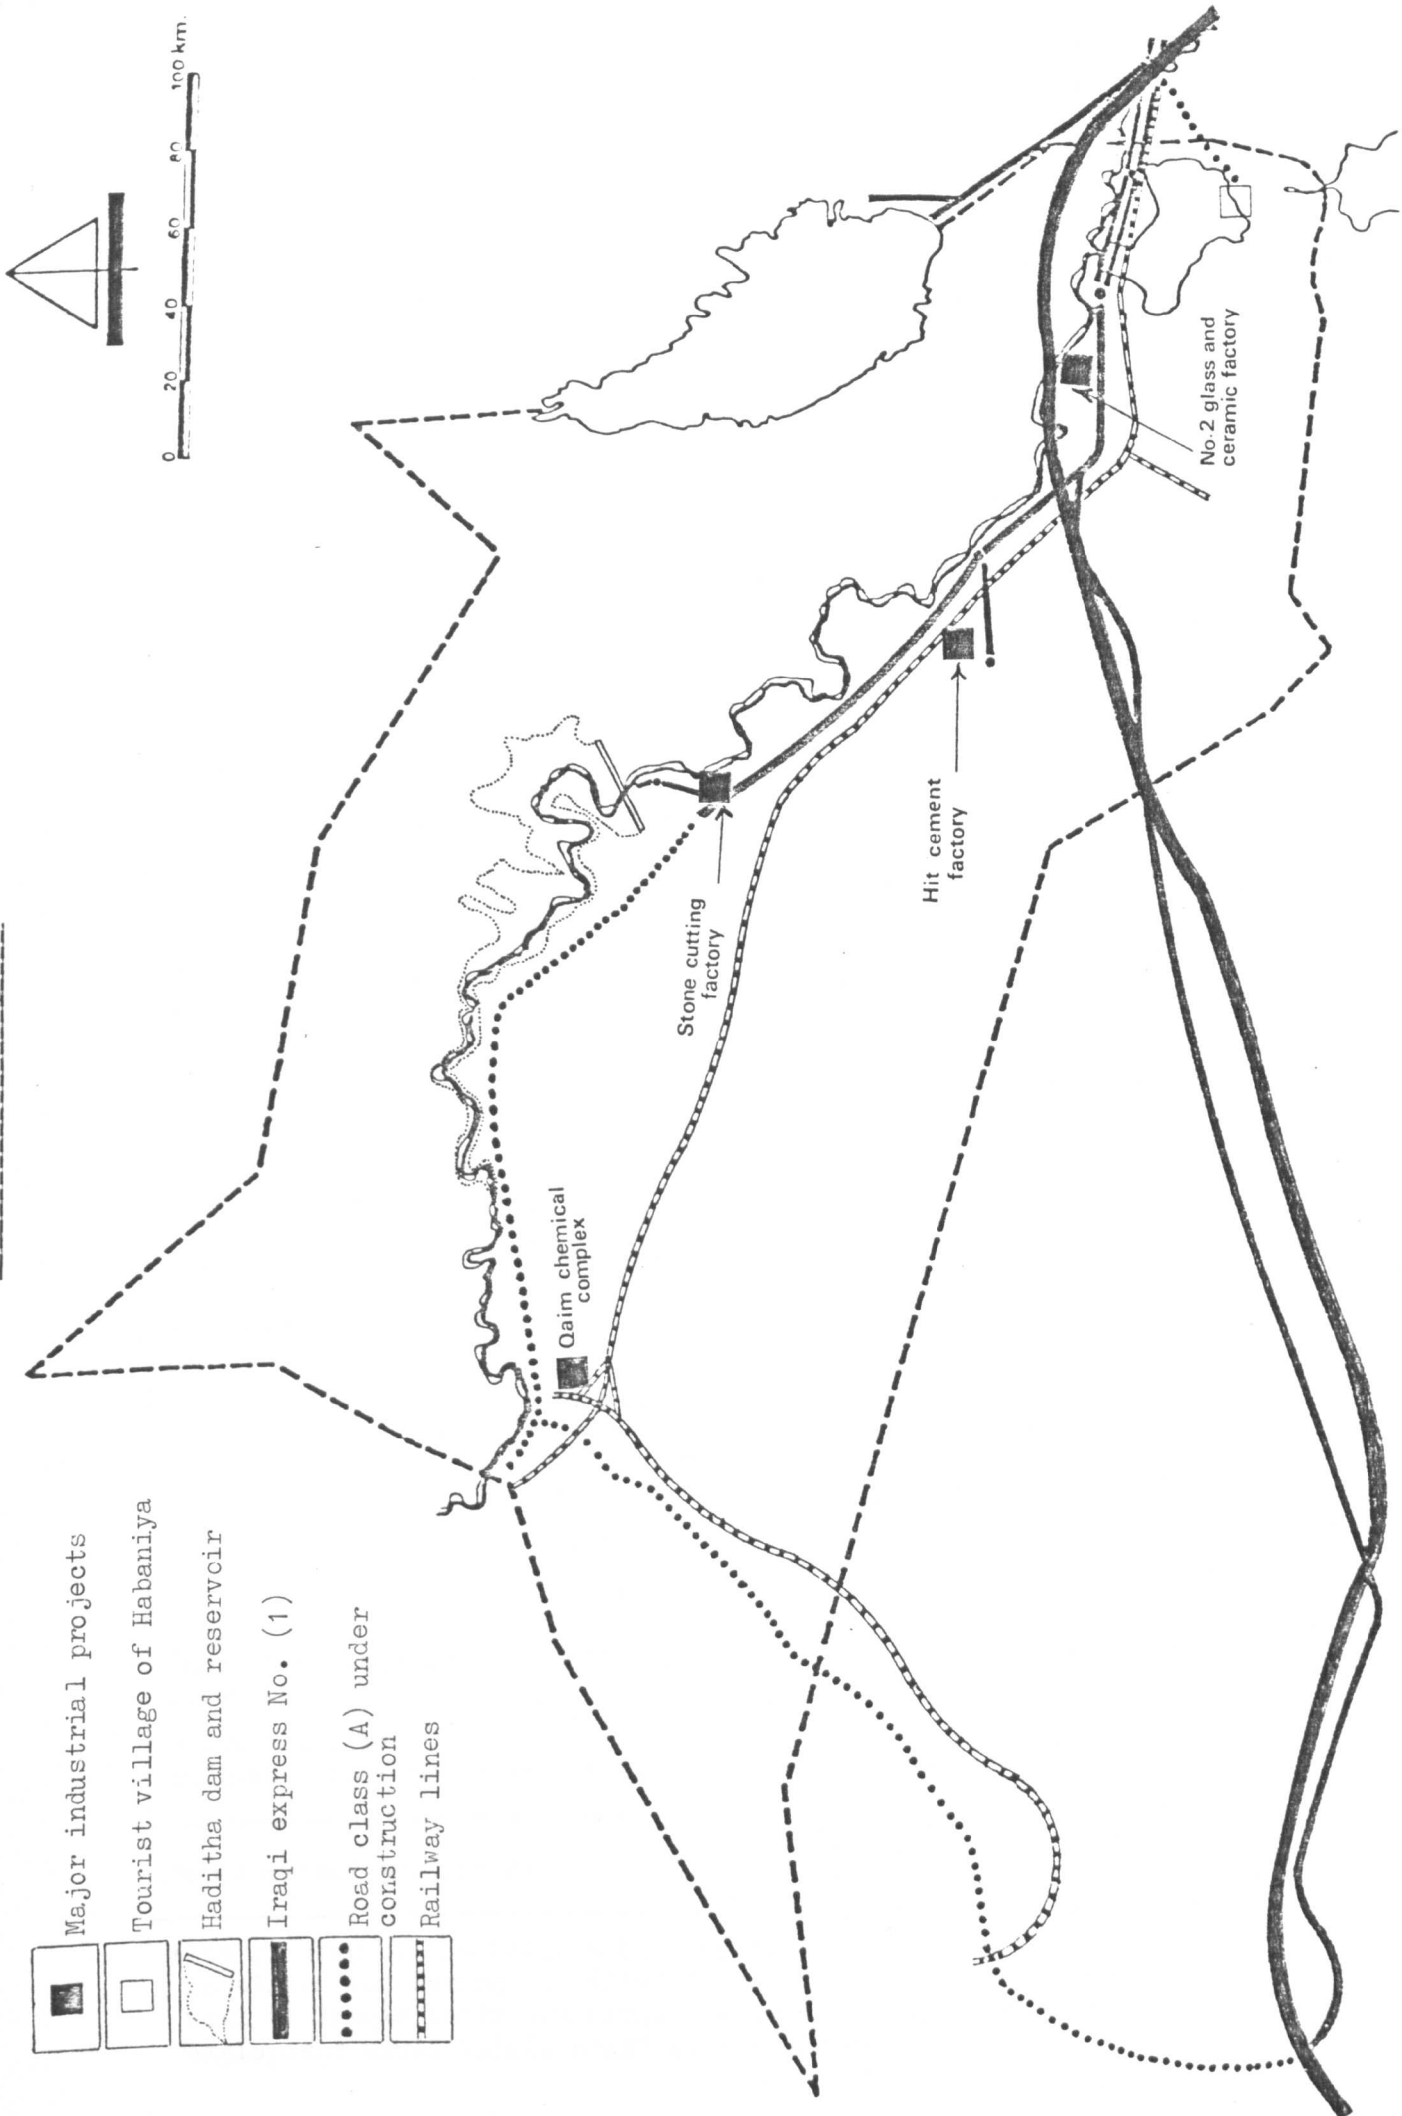 Major industrial projects
Tourist village of Habaniya
Haditha dam and reservoir
Iraqi express No. (1)
Road class (A) under
construction
Railway lines
0 20 40 60 80 100 km.
Qaim chemical
complex
Stone cutting
factory
Hit cement
factory
No.2 glass and
ceramic factory